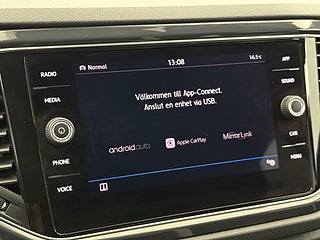 Normal 13:08 14.5°C
RADIO
MEDIA
PHONE
VOICE
Välkommen till App-Connect.
Anslut en enhet via USB.
androidauto Apple CarPlay MirrorLink
APP
SOUND
CAR
MENU